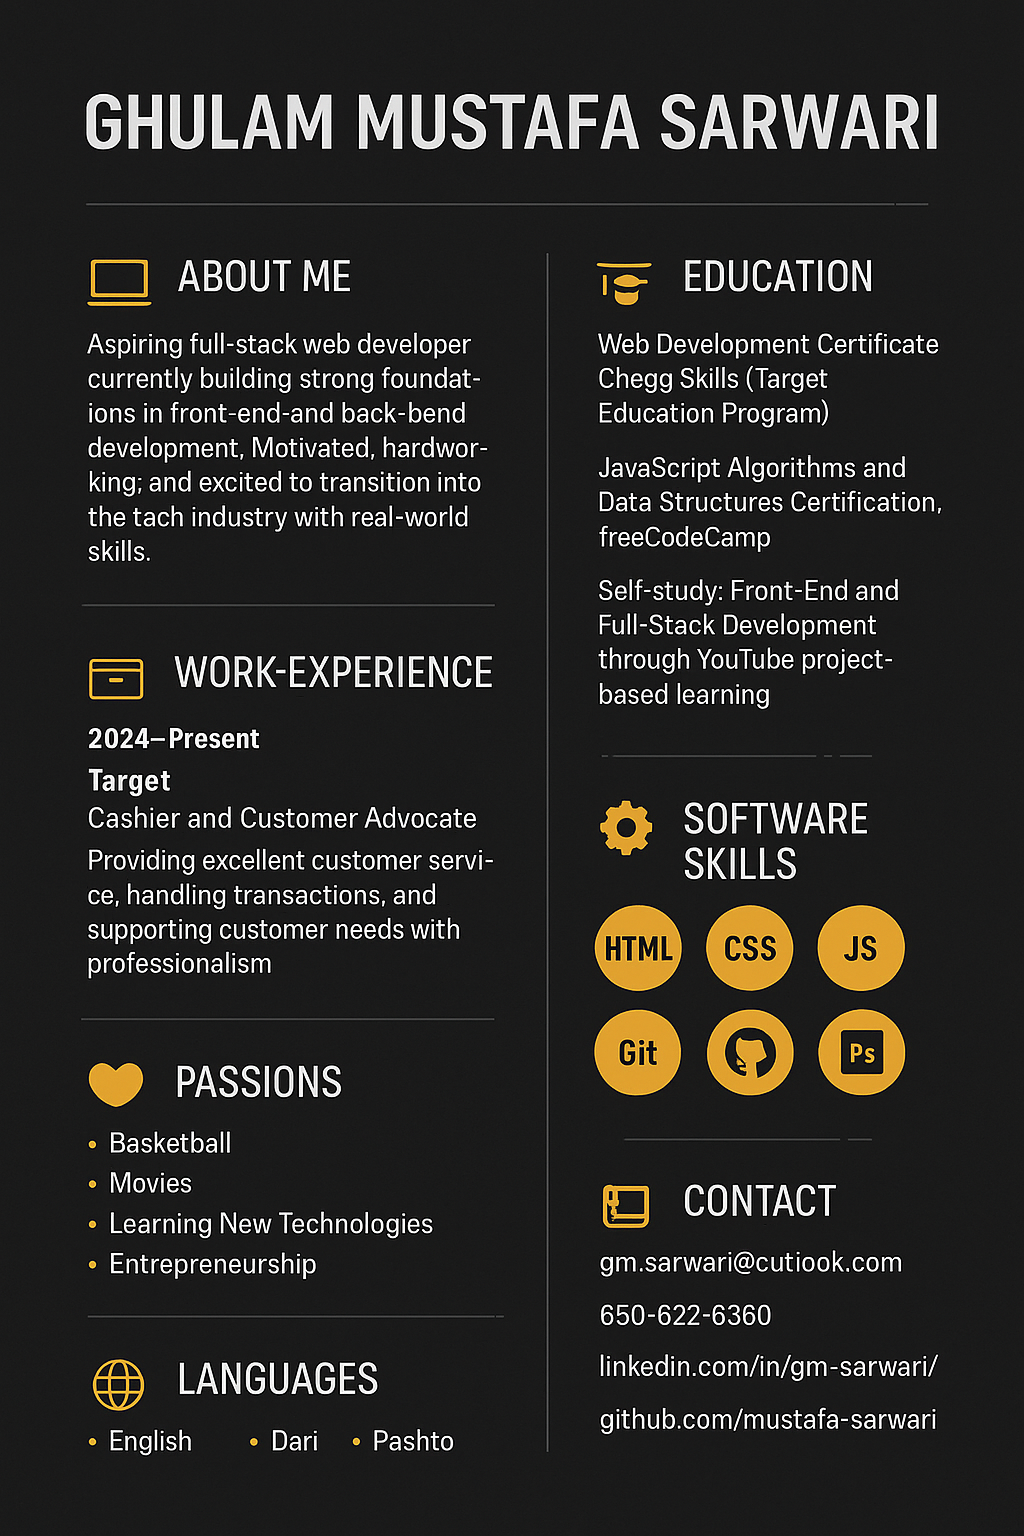 GHULAM MUSTAFA SARWARI
ABOUT ME
Aspiring full-stack web developer
currently building strong foundat-
ions in front-end-and back-bend
development, Motivated, hardwor-
king; and excited to transition into
the tach industry with real-world
skills.
WORK-EXPERIENCE
2024–Present
Target
Cashier and Customer Advocate
Providing excellent customer servi-
ce, handling transactions, and
supporting customer needs with
professionalism
PASSIONS
• Basketball
• Movies
• Learning New Technologies
• Entrepreneurship
LANGUAGES
• English • Dari • Pashto
EDUCATION
Web Development Certificate
Chegg Skills (Target
Education Program)
JavaScript Algorithms and
Data Structures Certification,
freeCodeCamp
Self-study: Front-End and
Full-Stack Development
through YouTube project-
based learning
SOFTWARE
SKILLS
HTML CSS JS
Git Ps
CONTACT
gm.sarwari@cutiook.com
650-622-6360
linkedin.com/in/gm-sarwari/
github.com/mustafa-sarwari